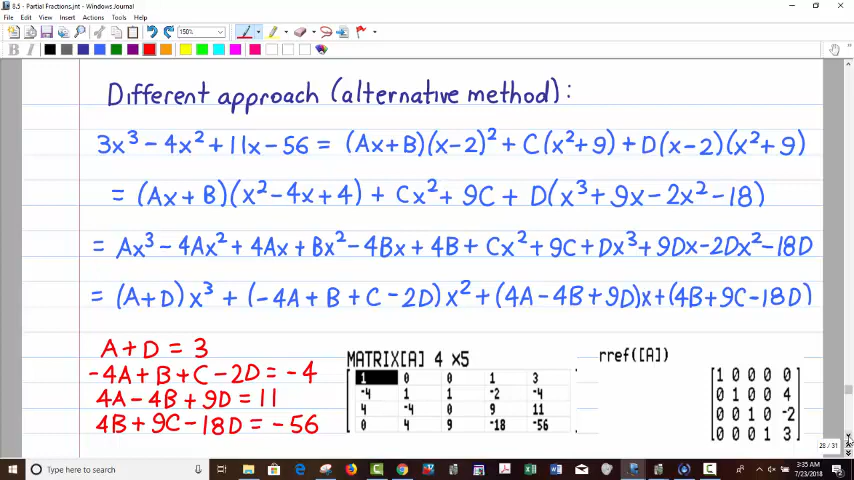 8.5 - Partial Fractions.jnt - Windows Journal
File Edit View Insert Actions Tools Help
150%
B I
Different approach (alternative method):
3x³ − 4x² + 11x − 56 = (Ax+B)(x−2)² + C(x²+9) + D(x−2)(x²+9)
= (Ax+B)(x²−4x+4) + Cx² + 9C + D(x³+9x−2x²−18)
= Ax³ − 4Ax² + 4Ax + Bx² − 4Bx + 4B + Cx² + 9C + Dx³ + 9Dx − 2Dx² − 18D
= (A+D)x³ + (−4A + B + C − 2D)x² + (4A − 4B + 9D)x + (4B + 9C − 18D)
A + D = 3
−4A + B + C − 2D = −4
4A − 4B + 9D = 11
4B + 9C − 18D = −56
MATRIX[A] 4 ×5
1 0 0 1 3
-4 1 1 -2 -4
4 -4 0 9 11
0 4 9 -18 -56
rref([A])
[1 0 0 0 0]
[0 1 0 0 4]
[0 0 1 0 -2]
[0 0 0 1 3]
28 / 31
Type here to search
3:35 AM
7/23/2018